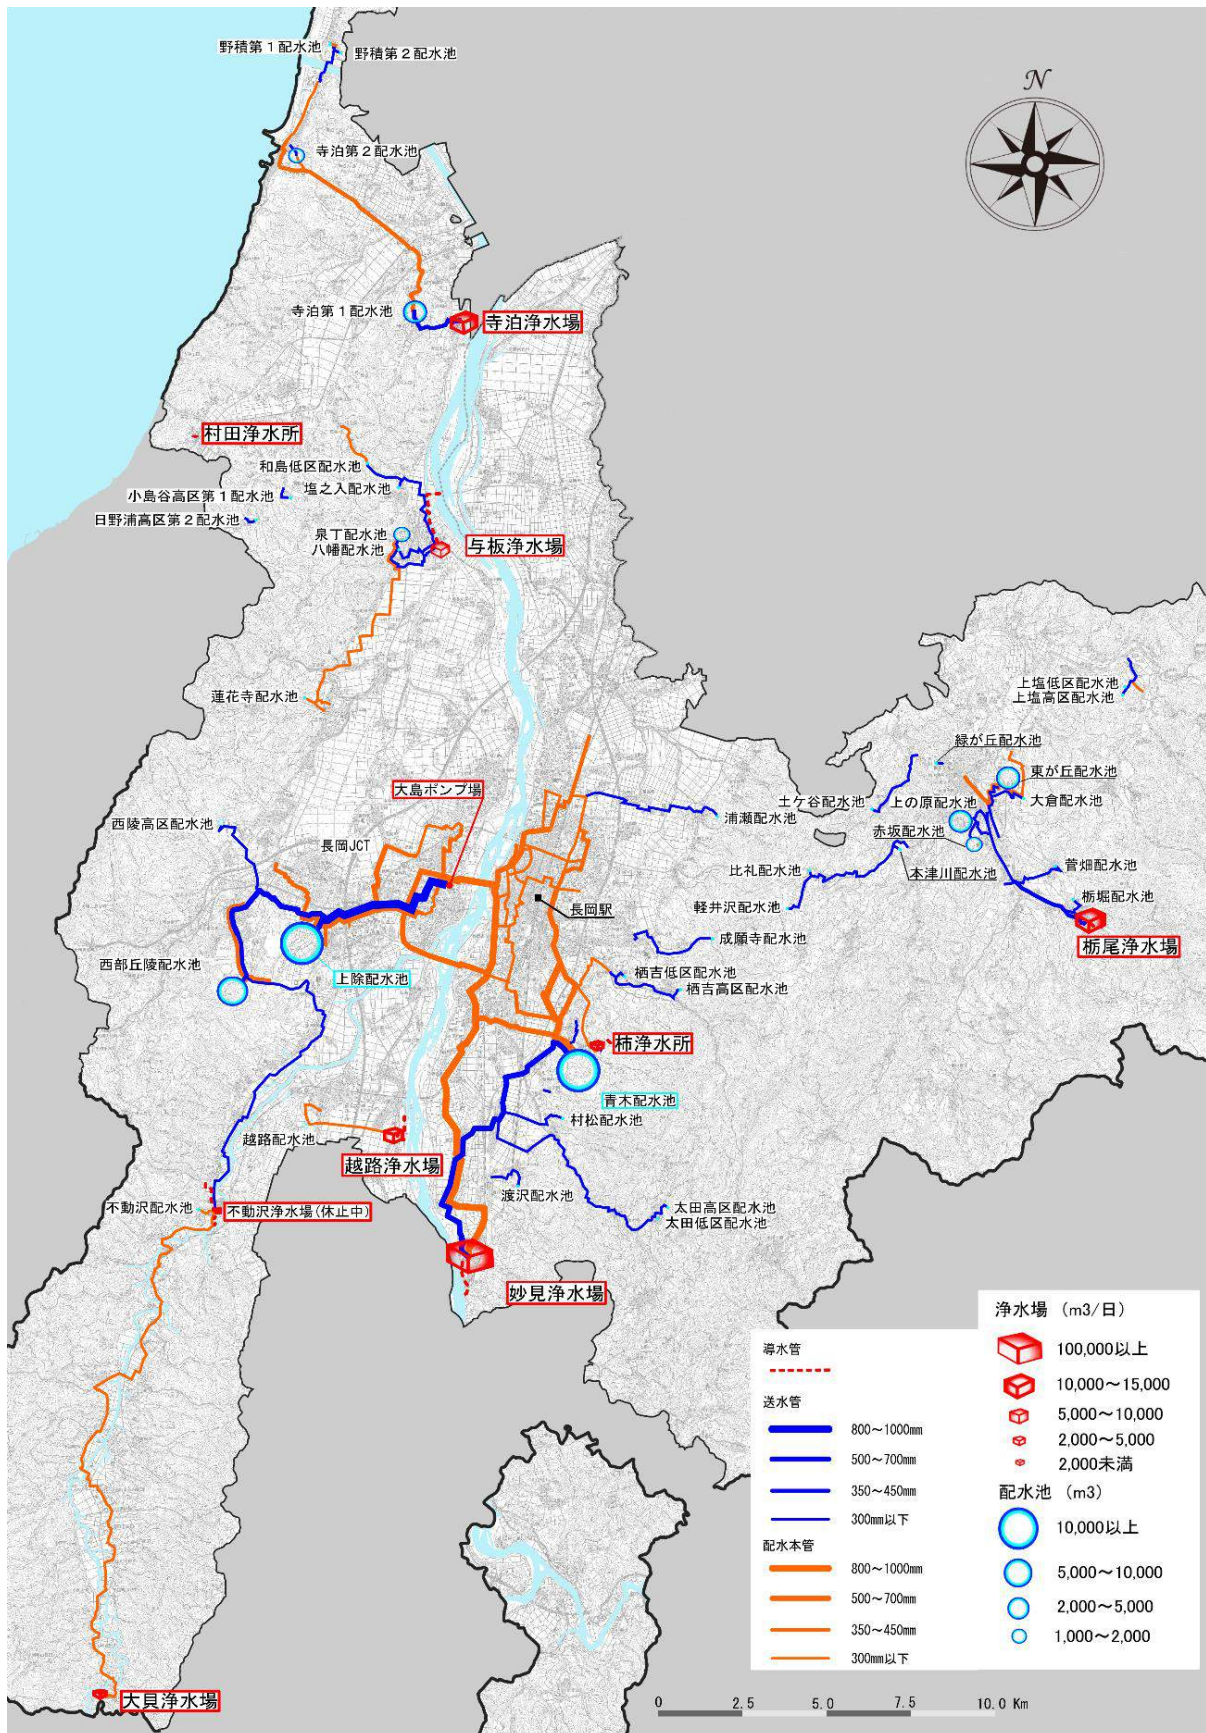 N
野積第１配水池
野積第２配水池
寺泊第２配水池
寺泊第１配水池
寺泊浄水場
村田浄水所
和島低区配水池
塩之入配水池
小島谷高区第１配水池
日野浦高区第２配水池
泉丁配水池
八幡配水池
与板浄水場
蓮花寺配水池
上塩低区配水池
上塩高区配水池
緑が丘配水池
東が丘配水池
大倉配水池
土ケ谷配水池
上の原配水池
赤坂配水池
大島ポンプ場
浦瀬配水池
西陵高区配水池
長岡JCT
比礼配水池
本津川配水池
菅畑配水池
軽井沢配水池
栃堀配水池
長岡駅
栃尾浄水場
成願寺配水池
西部丘陵配水池
上除配水池
栖吉低区配水池
栖吉高区配水池
柿浄水所
青木配水池
村松配水池
越路配水池
越路浄水場
渡沢配水池
不動沢配水池
不動沢浄水場(休止中)
太田高区配水池
太田低区配水池
妙見浄水場
大貝浄水場
導水管
送水管
800～1000mm
500～700mm
350～450mm
300mm以下
配水本管
800～1000mm
500～700mm
350～450mm
300mm以下
浄水場 (m3/日)
100,000以上
10,000～15,000
5,000～10,000
2,000～5,000
2,000未満
配水池 (m3)
10,000以上
5,000～10,000
2,000～5,000
1,000～2,000
0 2.5 5.0 7.5 10.0 Km